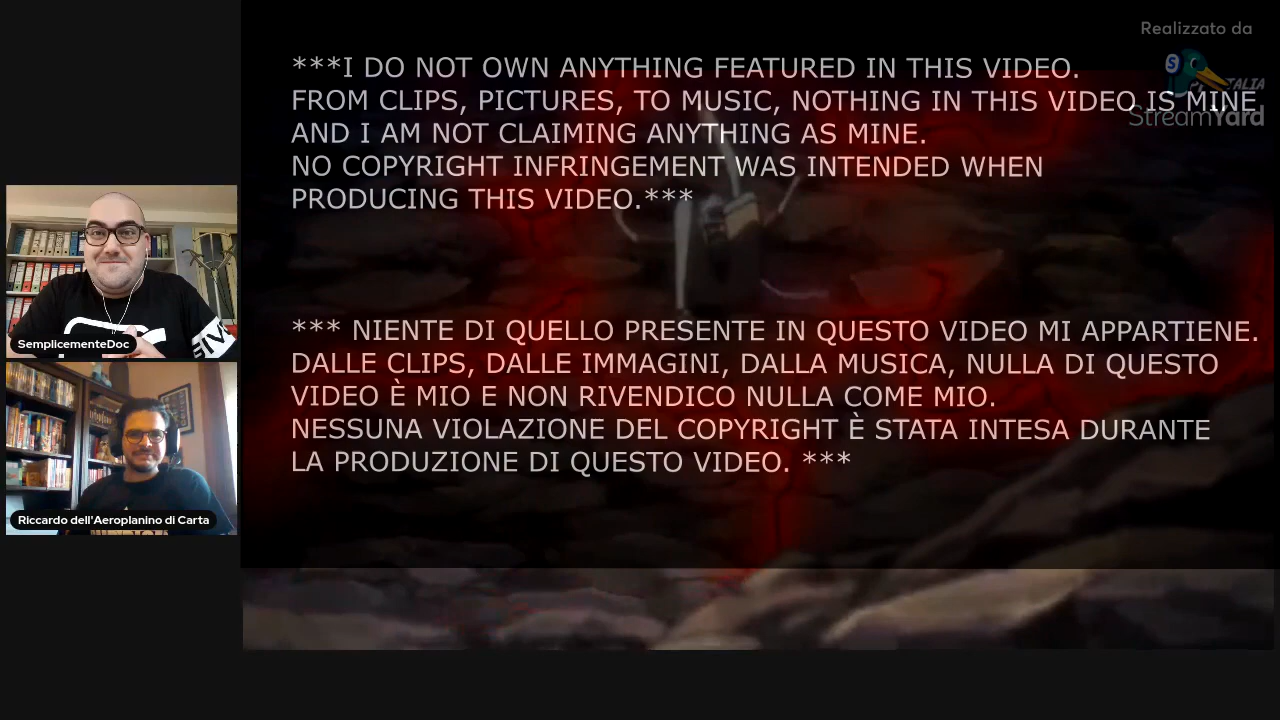 Realizzato da
S
ITALIA
StreamYard
***I DO NOT OWN ANYTHING FEATURED IN THIS VIDEO.
FROM CLIPS, PICTURES, TO MUSIC, NOTHING IN THIS VIDEO IS MINE
AND I AM NOT CLAIMING ANYTHING AS MINE.
NO COPYRIGHT INFRINGEMENT WAS INTENDED WHEN
PRODUCING THIS VIDEO.***
*** NIENTE DI QUELLO PRESENTE IN QUESTO VIDEO MI APPARTIENE.
DALLE CLIPS, DALLE IMMAGINI, DALLA MUSICA, NULLA DI QUESTO
VIDEO È MIO E NON RIVENDICO NULLA COME MIO.
NESSUNA VIOLAZIONE DEL COPYRIGHT È STATA INTESA DURANTE
LA PRODUZIONE DI QUESTO VIDEO. ***
SemplicementeDoc
Riccardo dell'Aeroplanino di Carta